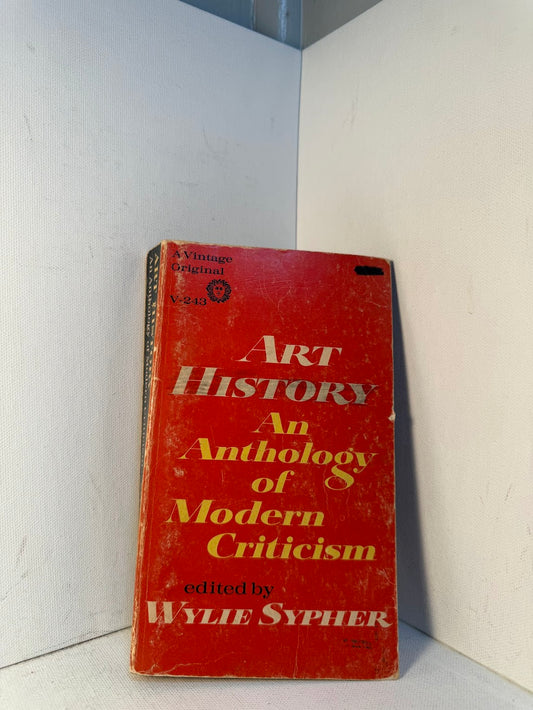 A Vintage
Original
V-243
ART
HISTORY
An
Anthology
of
Modern
Criticism
edited by
WYLIE SYPHER